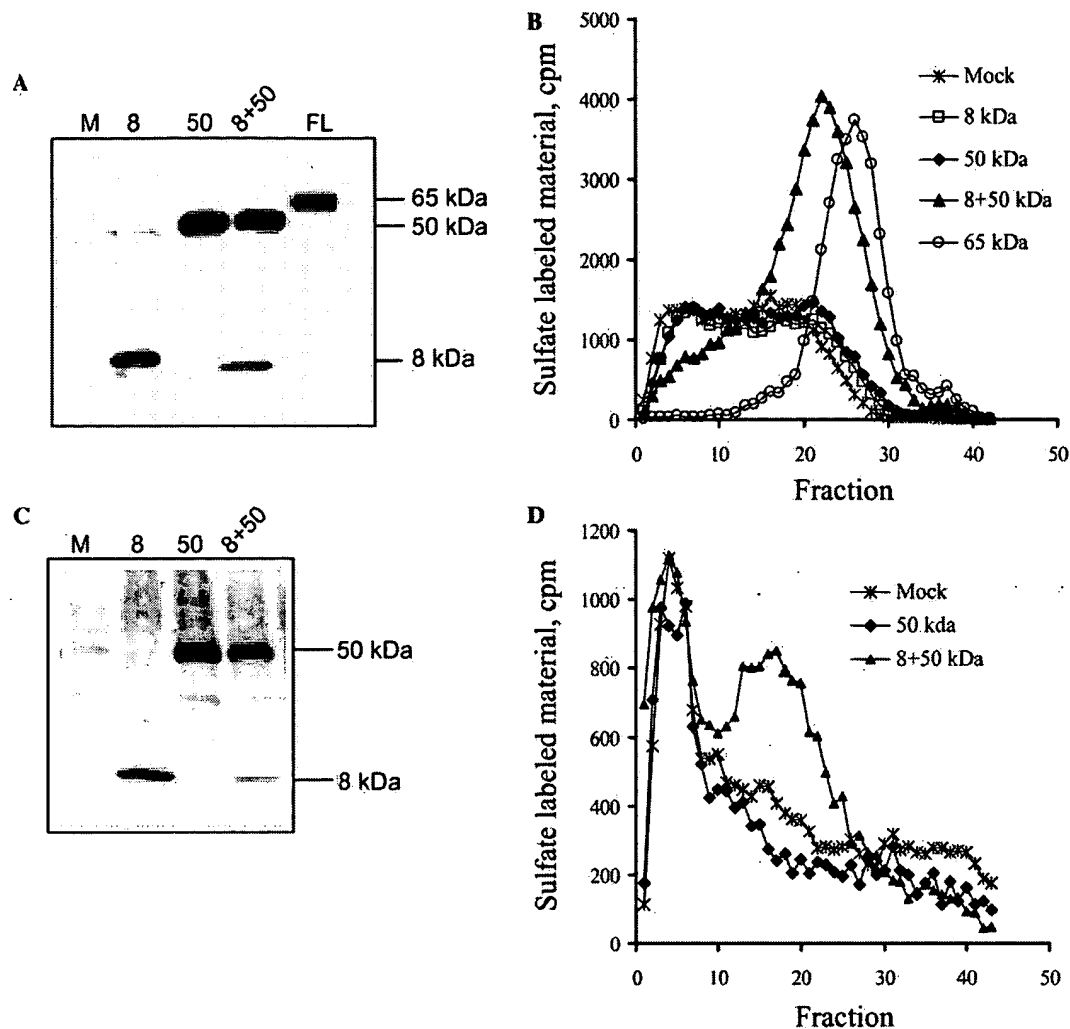 A
M 8 50 8+50 FL
65 kDa
50 kDa
8 kDa
B
Sulfate labeled material, cpm
5000
4000
3000
2000
1000
0
0 10 20 30 40 50
Fraction
Mock
8 kDa
50 kDa
8+50 kDa
65 kDa
C
M 8 50 8+50
50 kDa
8 kDa
D
Sulfate labeled material, cpm
1200
1000
800
600
400
200
0
0 10 20 30 40 50
Fraction
Mock
50 kda
8+50 kDa